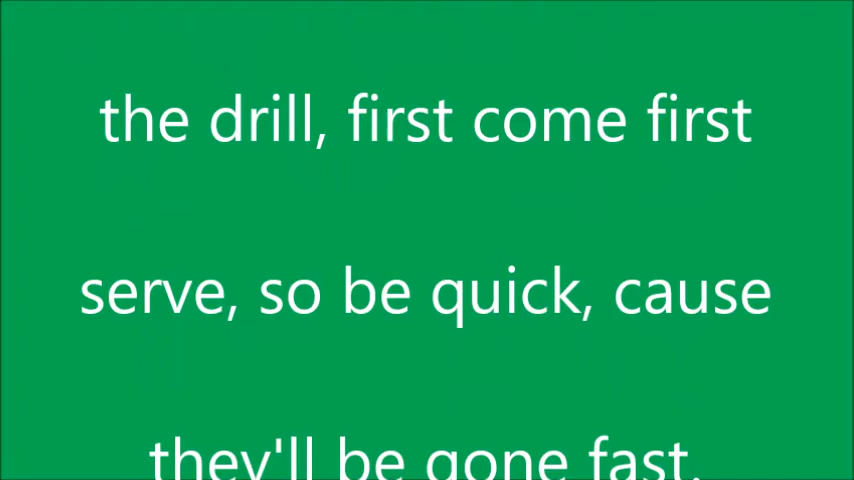 the drill, first come first
serve, so be quick, cause
they'll be gone fast.